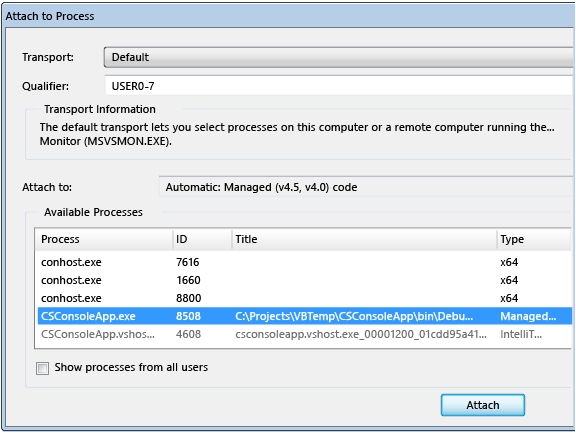 Attach to Process
Transport: Default
Qualifier: USER0-7
Transport Information
The default transport lets you select processes on this computer or a remote computer running the...
Monitor (MSVSMON.EXE).
Attach to: Automatic: Managed (v4.5, v4.0) code
Available Processes
Process ID Title Type
conhost.exe 7616 x64
conhost.exe 1660 x64
conhost.exe 8800 x64
CSConsoleApp.exe 8508 C:\Projects\VBTemp\CSConsoleApp\bin\Debu... Managed...
CSConsoleApp.vshos... 4608 csconsoleapp.vshost.exe_00001200_01cdd95a41... IntelliT...
Show processes from all users
Attach